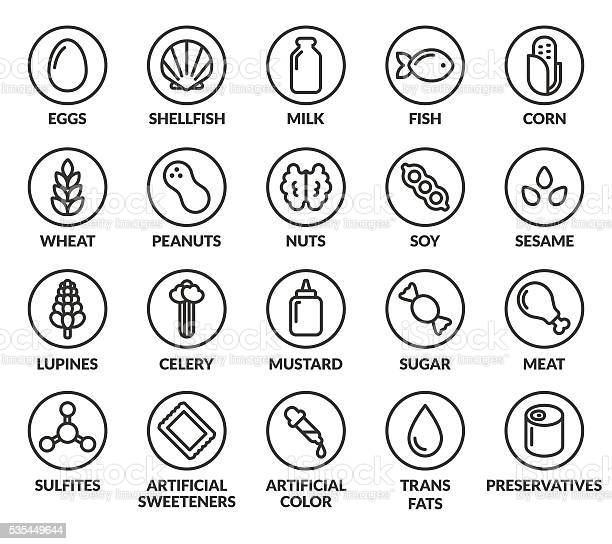 EGGS SHELLFISH MILK FISH CORN
WHEAT PEANUTS NUTS SOY SESAME
LUPINES CELERY MUSTARD SUGAR MEAT
SULFITES ARTIFICIAL SWEETENERS ARTIFICIAL COLOR TRANS FATS PRESERVATIVES
iStock
by Getty Images™
535449644